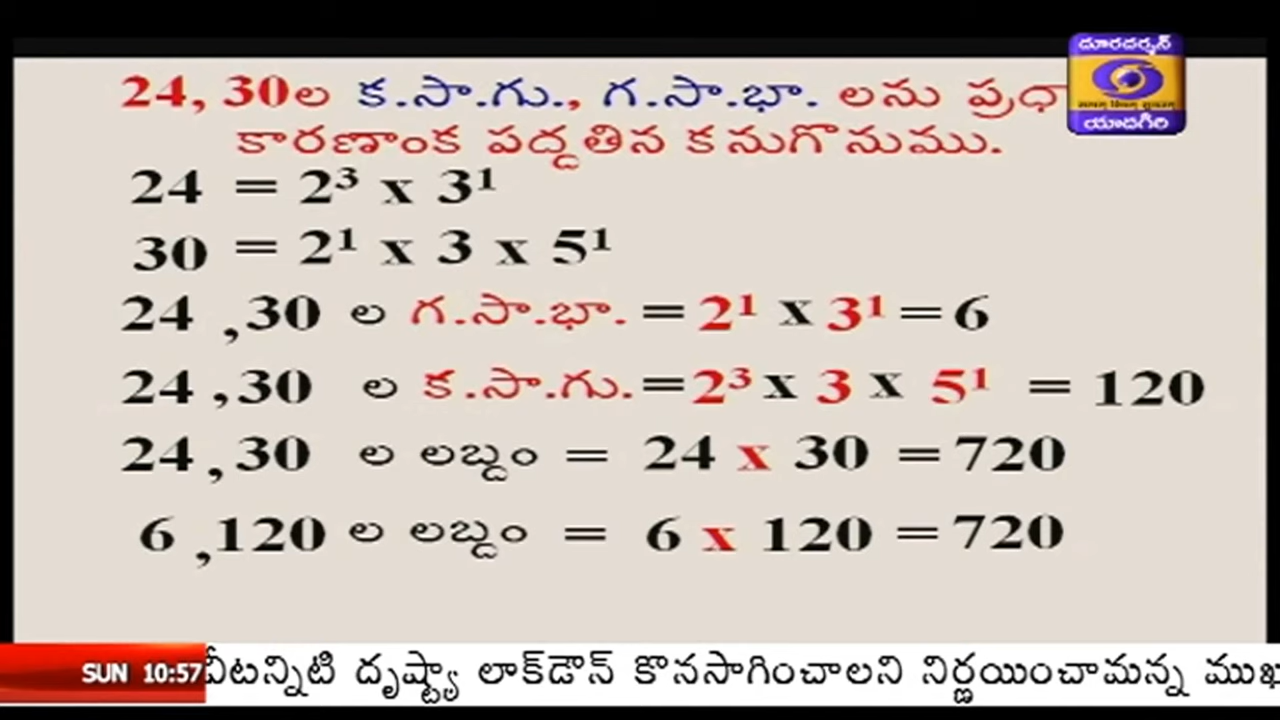 24, 30ల క.సా.గు., గ.సా.భా. లను ప్రధా
కారణాంక పద్దతిన కనుగొనుము.
24 = 2³ x 3¹
30 = 2¹ x 3 x 5¹
24 ,30 ల గ.సా.భా. = 2¹ x 3¹ = 6
24 ,30 ల క.సా.గు. = 2³ x 3 x 5¹ = 120
24 ,30 ల లబ్దం = 24 x 30 = 720
6 ,120 ల లబ్దం = 6 x 120 = 720
దూరదర్శన్
యాదగిరి
SUN 10:57 వీటన్నిటి దృష్ట్యా లాక్‌డౌన్ కొనసాగించాలని నిర్ణయించామన్న ముఖ